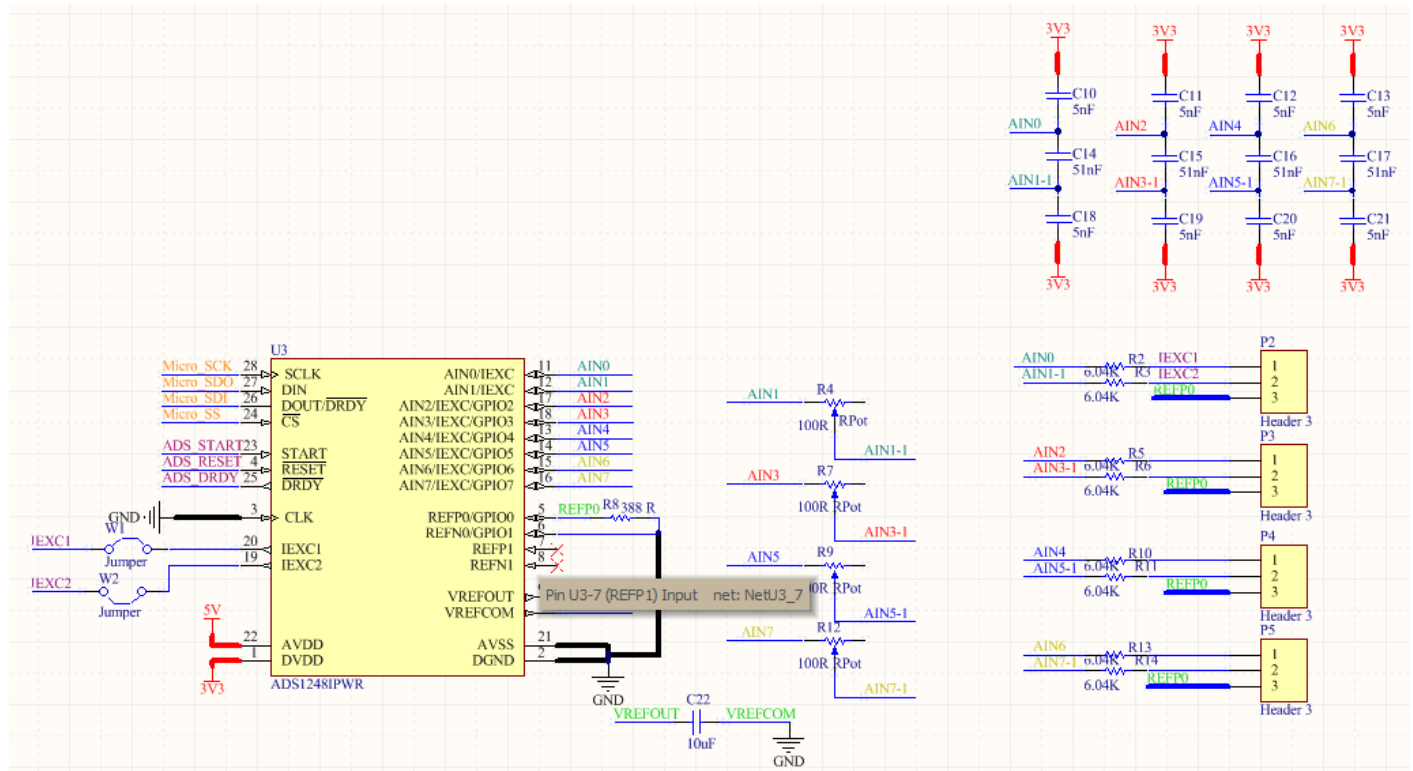 3V3 3V3 3V3 3V3
C10 C11 C12 C13
5nF 5nF 5nF 5nF
AIN0 AIN2 AIN4 AIN6
C14 C15 C16 C17
51nF 51nF 51nF 51nF
AIN1-1 AIN3-1 AIN5-1 AIN7-1
C18 C19 C20 C21
5nF 5nF 5nF 5nF
3V3 3V3 3V3 3V3
U3
Micro_SCK 28 SCLK AIN0/IEXC 11 AIN0
Micro_SDO 27 DIN AIN1/IEXC 12 AIN1
Micro_SDI 26 DOUT/DRDY AIN2/IEXC/GPIO2 17 AIN2
Micro_SS 24 CS AIN3/IEXC/GPIO3 18 AIN3
AIN4/IEXC/GPIO4 13 AIN4
ADS_START 23 START AIN5/IEXC/GPIO5 14 AIN5
ADS_RESET 4 RESET AIN6/IEXC/GPIO6 15 AIN6
ADS_DRDY 25 DRDY AIN7/IEXC/GPIO7 16 AIN7
GND 3 CLK REFP0/GPIO0 5 REFP0 R8 388 R
REFN0/GPIO1 6
W1
IEXC1 Jumper 20 IEXC1 REFP1 7
IEXC2 W2 Jumper 19 IEXC2 REFN1 8
VREFOUT
VREFCOM
Pin U3-7 (REFP1) Input net: NetU3_7
5V 22 AVDD AVSS 21
3V3 1 DVDD DGND 2
ADS1248IPWR
GND
VREFOUT C22 VREFCOM
10uF
GND
AIN1 R4
100R RPot
AIN1-1
AIN3 R7
100R RPot
AIN3-1
AIN5 R9
RPot
AIN5-1
AIN7 R12
100R RPot
AIN7-1
P2
AIN0 R2 IEXC1 1
AIN1-1 6.04K R3 IEXC2 2
6.04K REFP0 3
Header 3
P3
AIN2 R5 1
AIN3-1 6.04K R6 2
6.04K REFP0 3
Header 3
P4
AIN4 R10 1
AIN5-1 6.04K R11 2
6.04K REFP0 3
Header 3
P5
AIN6 R13 1
AIN7-1 6.04K R14 2
6.04K REFP0 3
Header 3